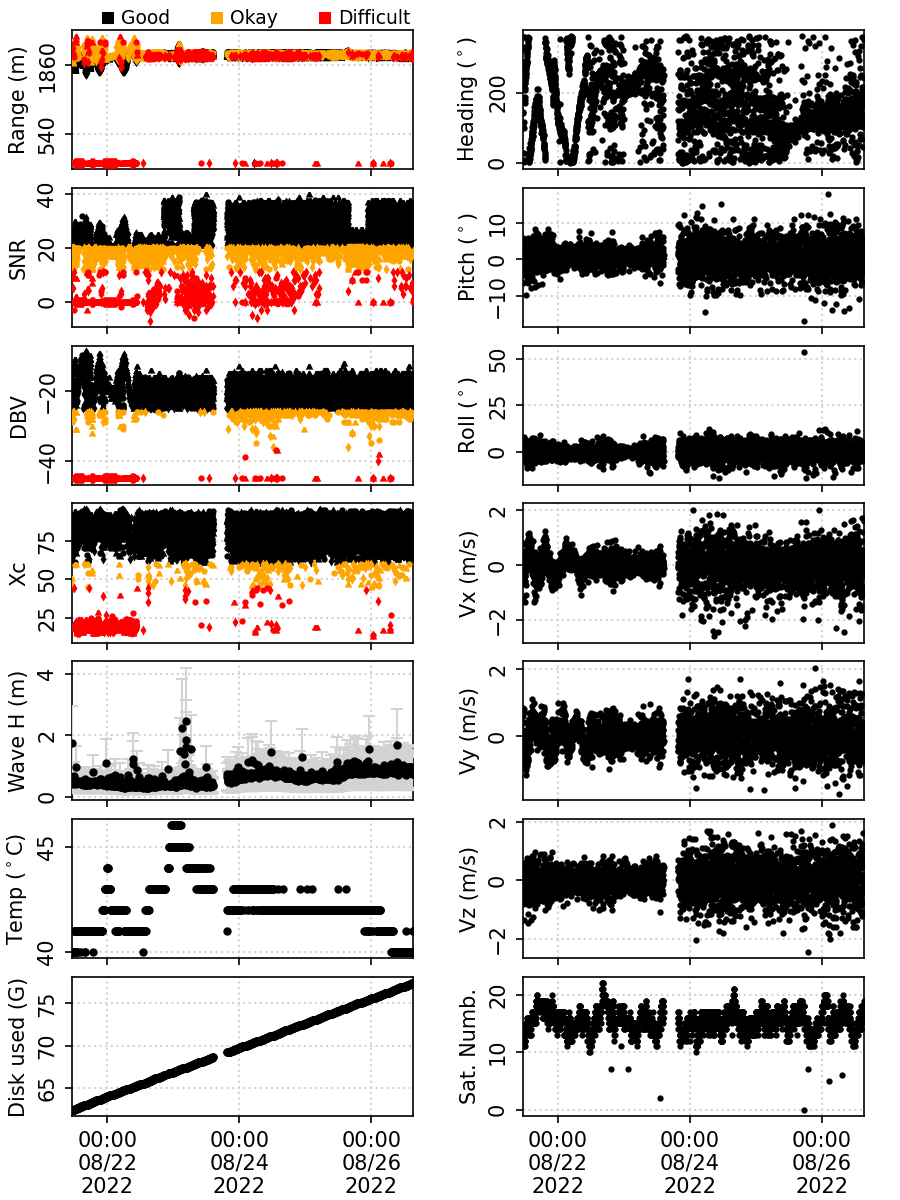 Good Okay Difficult
Range (m)
1860
540
Heading (°)
200
0
SNR
40
20
0
Pitch (°)
10
0
−10
DBV
−20
−40
Roll (°)
50
25
0
Xc
75
50
25
Vx (m/s)
2
0
−2
Wave H (m)
4
2
0
Vy (m/s)
2
0
Temp (°C)
45
40
Vz (m/s)
2
0
−2
Disk used (G)
75
70
65
Sat. Numb.
20
10
0
00:00 00:00 00:00
08/22 08/24 08/26
2022 2022 2022
00:00 00:00 00:00
08/22 08/24 08/26
2022 2022 2022